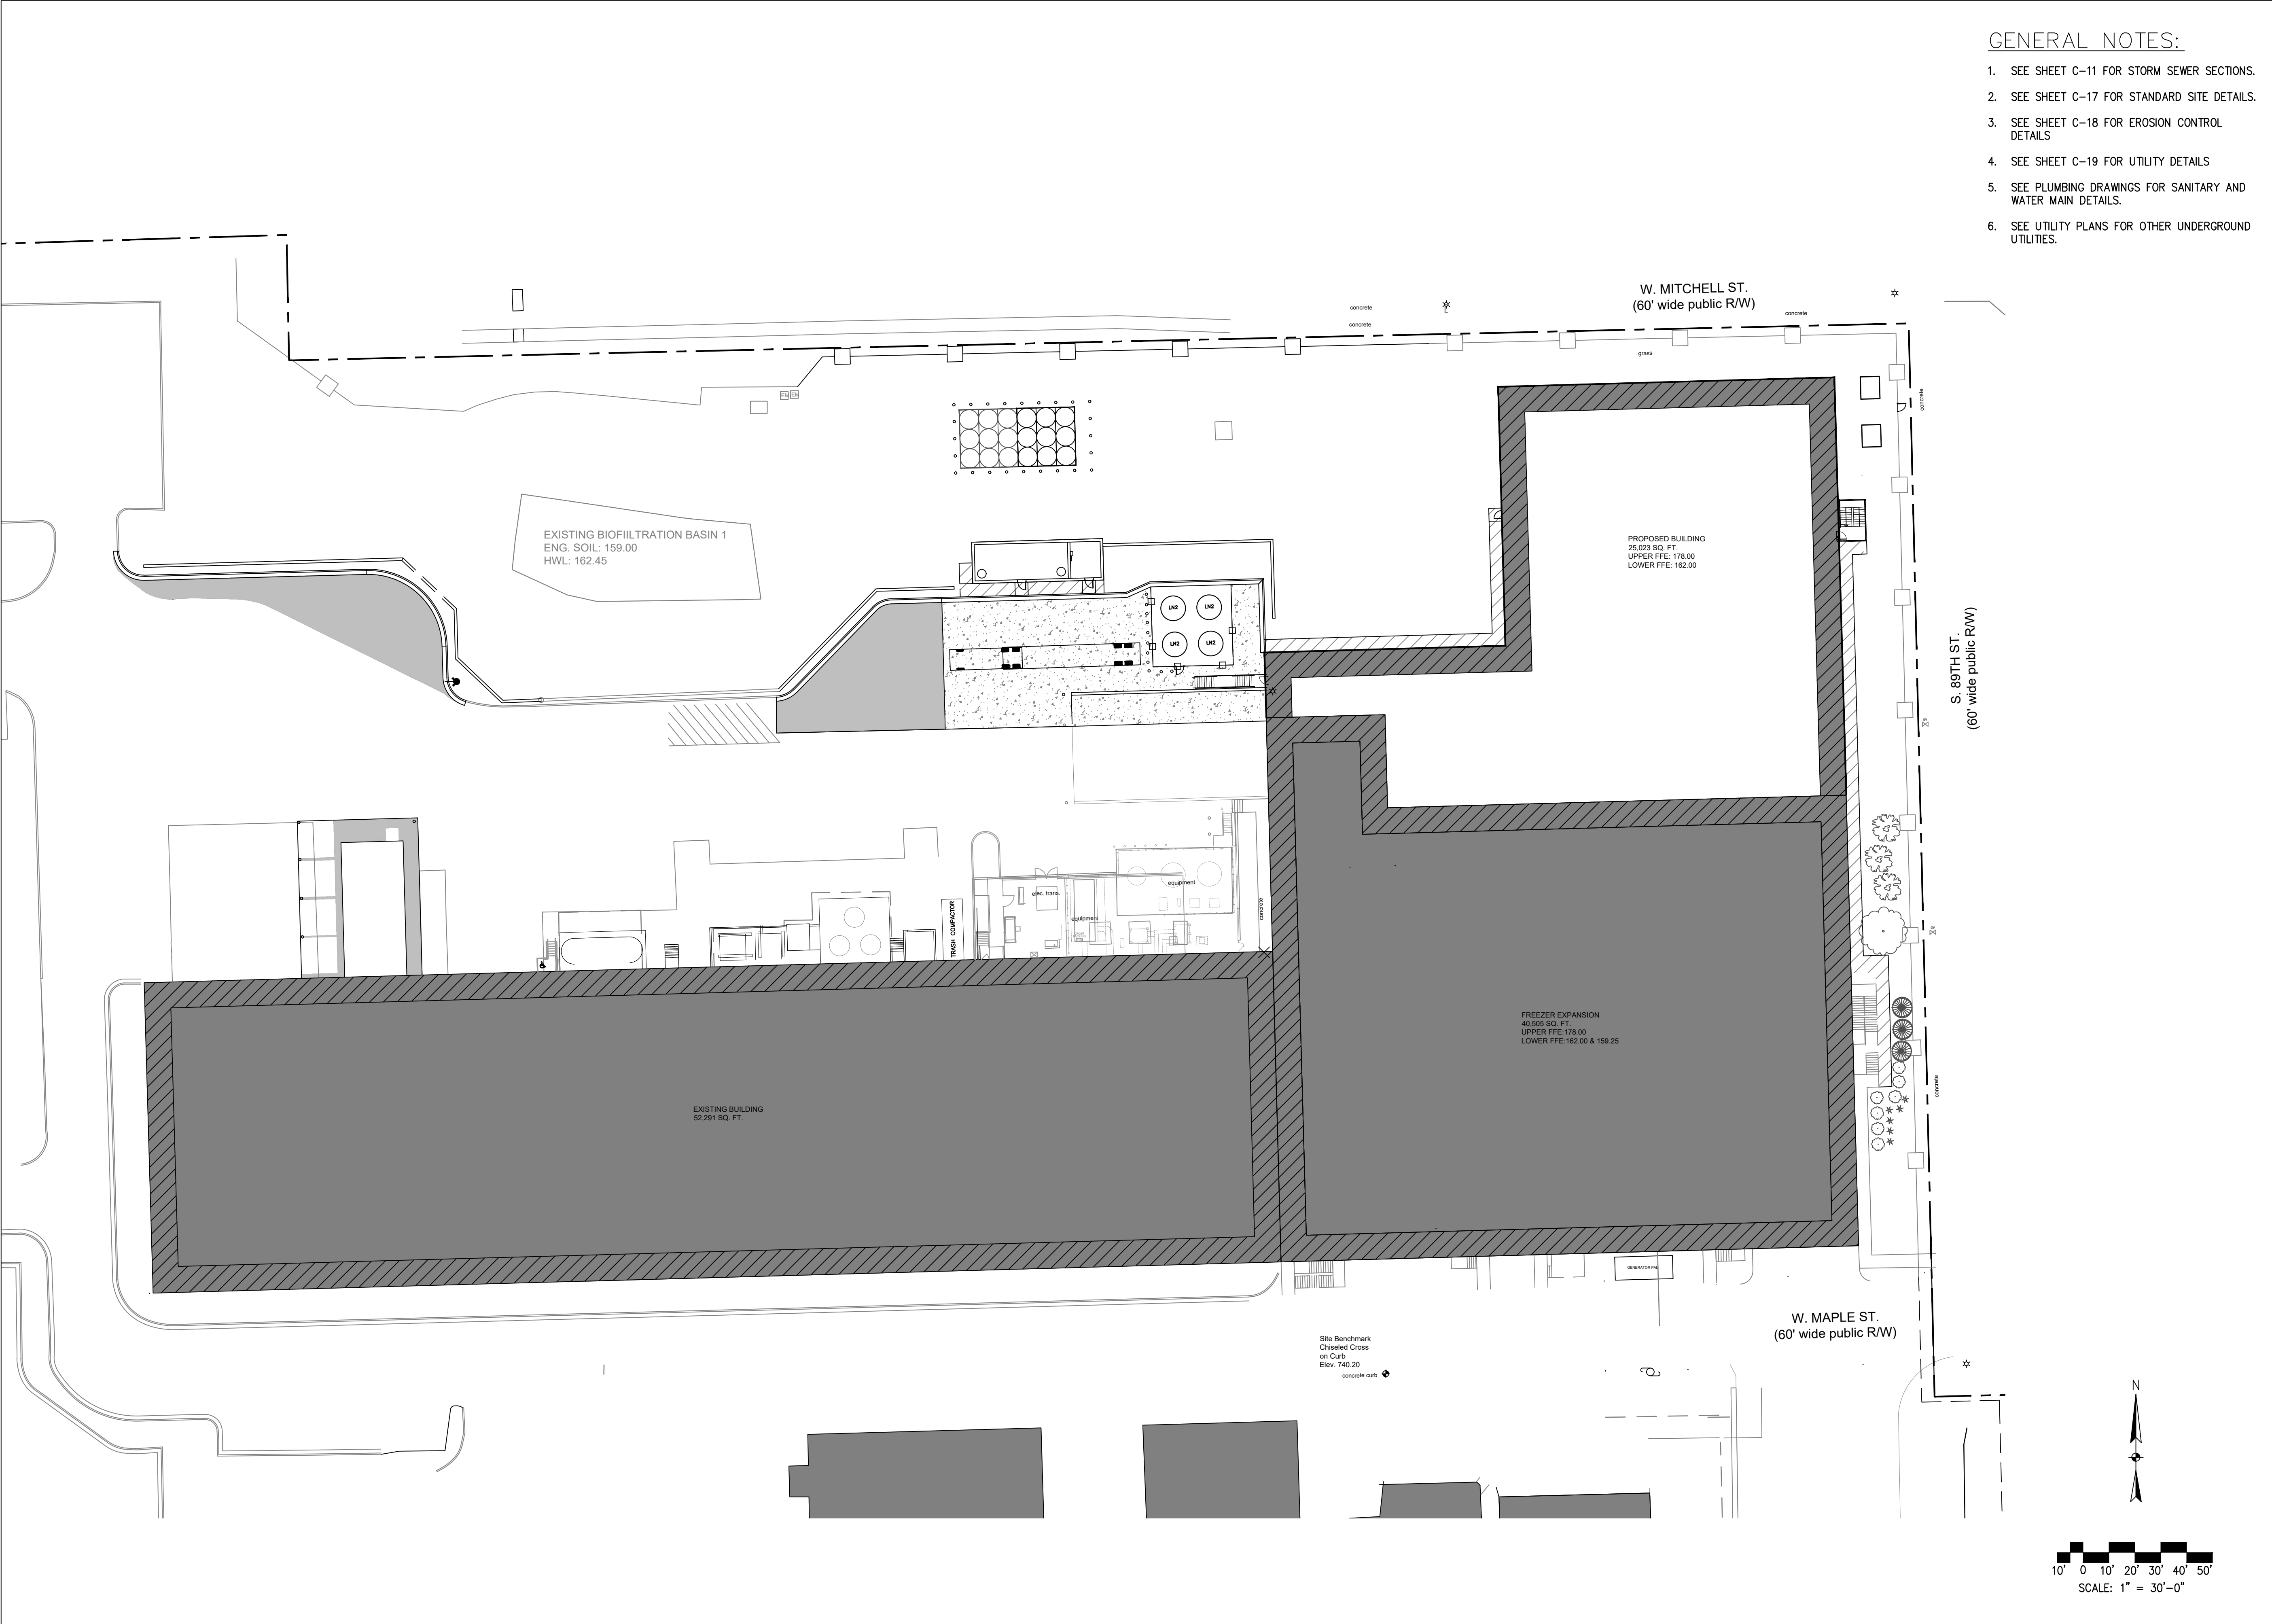 GENERAL NOTES:
1. SEE SHEET C-11 FOR STORM SEWER SECTIONS.
2. SEE SHEET C-17 FOR STANDARD SITE DETAILS.
3. SEE SHEET C-18 FOR EROSION CONTROL
DETAILS
4. SEE SHEET C-19 FOR UTILITY DETAILS
5. SEE PLUMBING DRAWINGS FOR SANITARY AND
WATER MAIN DETAILS.
6. SEE UTILITY PLANS FOR OTHER UNDERGROUND
UTILITIES.
W. MITCHELL ST.
(60' wide public R/W)
concrete
concrete
concrete
grass
concrete
EXISTING BIOFIILTRATION BASIN 1
ENG. SOIL: 159.00
HWL: 162.45
PROPOSED BUILDING
25,023 SQ. FT.
UPPER FFE: 178.00
LOWER FFE: 162.00
LN2
LN2
LN2
LN2
S. 89TH ST.
(60' wide public R/W)
elec. trans.
equipment
equipment
concrete
TRASH COMPACTOR
FREEZER EXPANSION
40,505 SQ. FT.
UPPER FFE:178.00
LOWER FFE:162.00 & 159.25
EXISTING BUILDING
52,291 SQ. FT.
concrete
GENERATOR PAD
W. MAPLE ST.
(60' wide public R/W)
Site Benchmark
Chiseled Cross
on Curb
Elev. 740.20
concrete curb
N
10' 0 10' 20' 30' 40' 50'
SCALE: 1" = 30'-0"